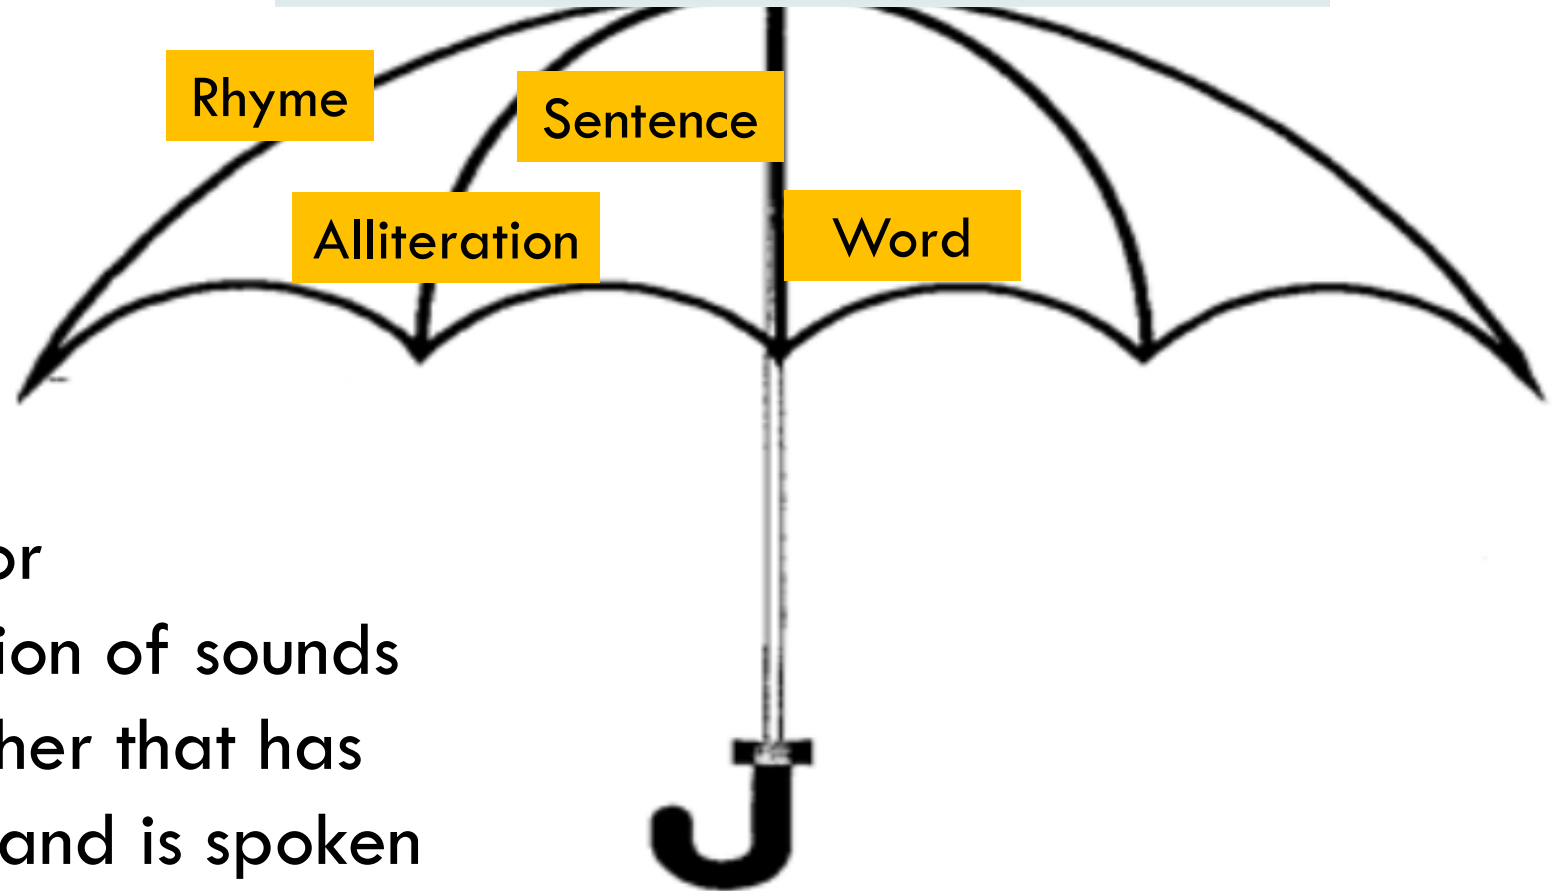 Rhyme
Sentence
Alliteration
Word
or
ion of sounds
her that has
and is spoken